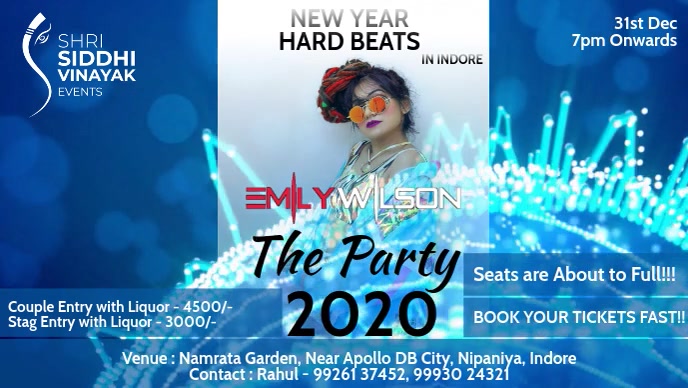 SHRI
SIDDHI
VINAYAK
EVENTS
NEW YEAR
HARD BEATS
IN INDORE
31st Dec
7pm Onwards
EMILY WILSON
The Party
2020
Seats are About to Full!!!
BOOK YOUR TICKETS FAST!!
Couple Entry with Liquor - 4500/-
Stag Entry with Liquor - 3000/-
Venue : Namrata Garden, Near Apollo DB City, Nipaniya, Indore
Contact : Rahul - 99261 37452, 99930 24321